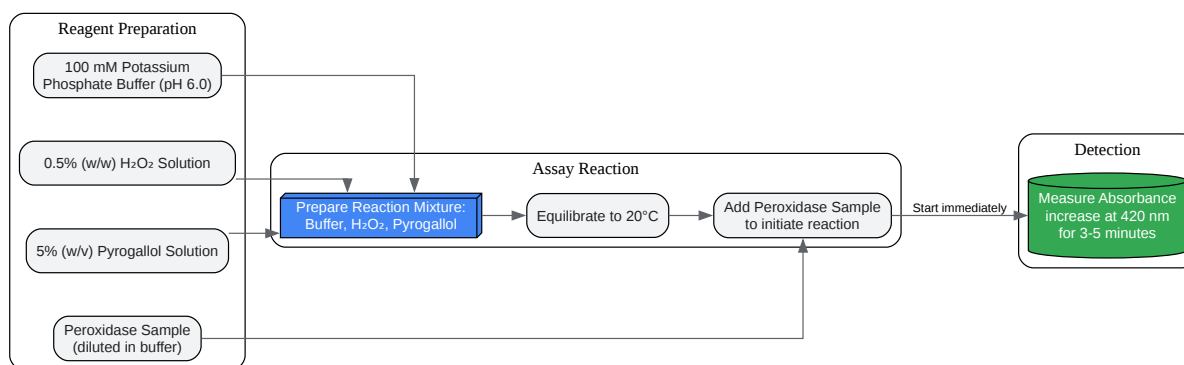 Reagent Preparation
100 mM Potassium
Phosphate Buffer (pH 6.0)
0.5% (w/w) H₂O₂ Solution
5% (w/v) Pyrogallol Solution
Peroxidase Sample
(diluted in buffer)
Assay Reaction
Prepare Reaction Mixture:
Buffer, H₂O₂, Pyrogallol
Equilibrate to 20°C
Add Peroxidase Sample
to initiate reaction
Start immediately
Detection
Measure Absorbance
increase at 420 nm
for 3-5 minutes